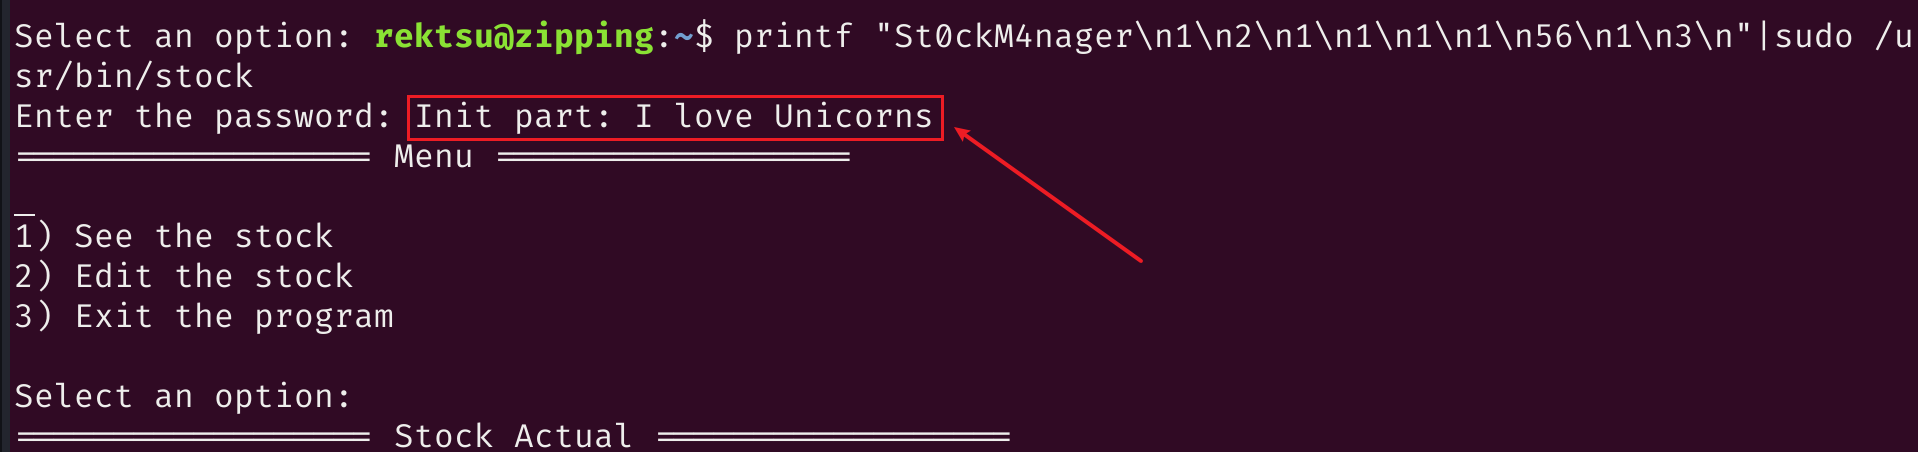 Select an option: rektsu@zipping:~$ printf "St0ckM4nager\n1\n2\n1\n1\n1\n1\n56\n1\n3\n"|sudo /u
sr/bin/stock
Enter the password: Init part: I love Unicorns
================== Menu ==================

1) See the stock
2) Edit the stock
3) Exit the program

Select an option:
================== Stock Actual ==================